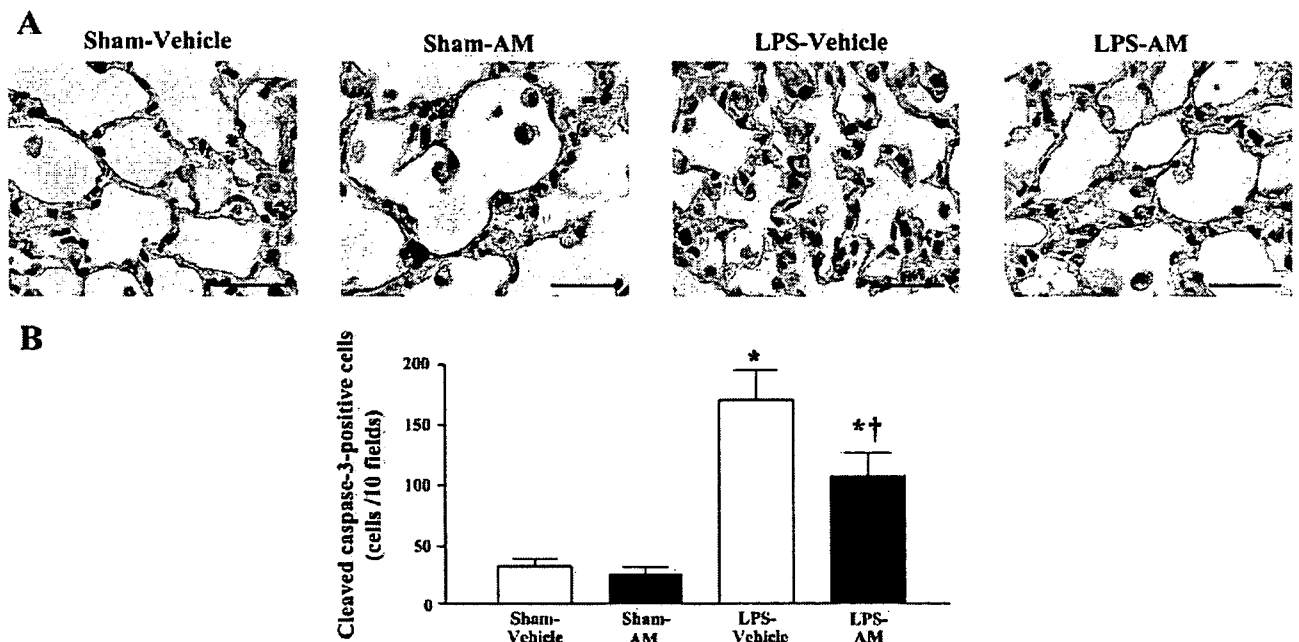 A
Sham-Vehicle
Sham-AM
LPS-Vehicle
LPS-AM
B
Cleaved caspase-3-positive cells
(cells /10 fields)
200
150
100
50
0
*
*†
Sham-
Vehicle
Sham-
AM
LPS-
Vehicle
LPS-
AM